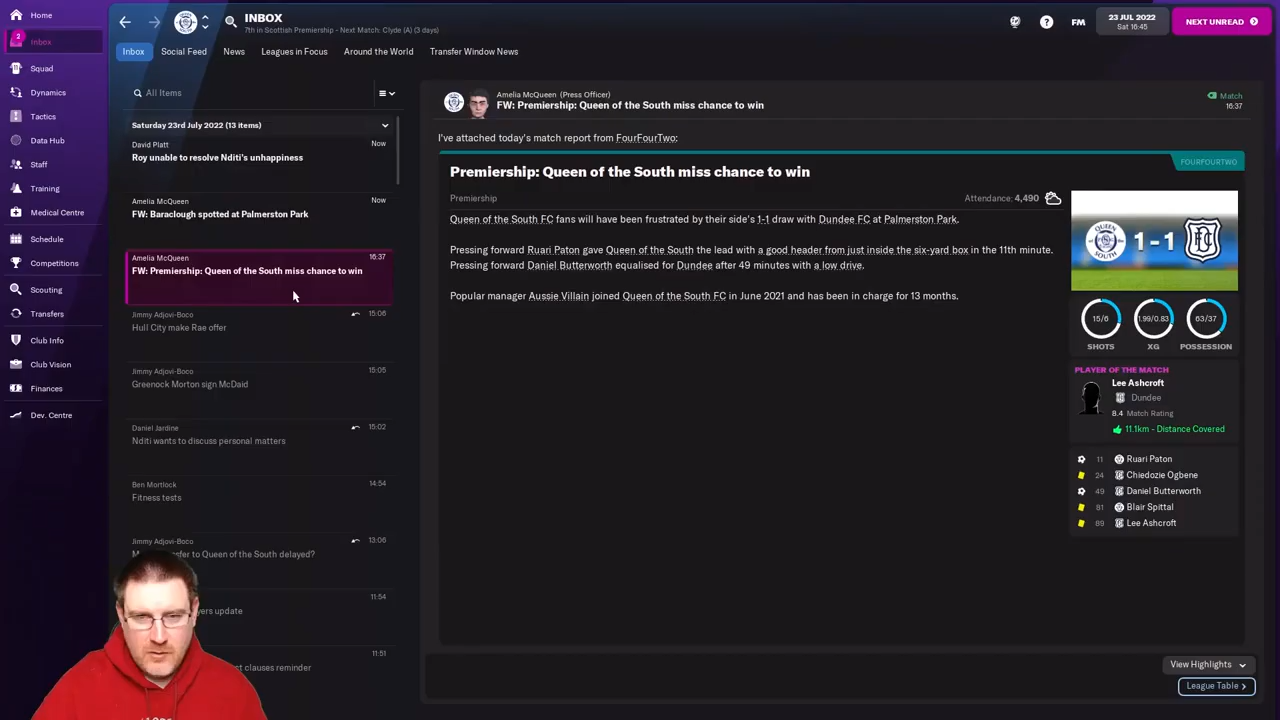 Home
2
Inbox
Squad
Dynamics
Tactics
Data Hub
Staff
Training
Medical Centre
Schedule
Competitions
Scouting
Transfers
Club Info
Club Vision
Finances
Dev. Centre
INBOX
7th in Scottish Premiership - Next Match: Clyde (A) (3 days)
FM
23 JUL 2022
Sat 16:45
NEXT UNREAD
Inbox
Social Feed
News
Leagues in Focus
Around the World
Transfer Window News
All Items
Saturday 23rd July 2022 (13 items)
David Platt
Now
Roy unable to resolve Nditi's unhappiness
Amelia McQueen
Now
FW: Baraclough spotted at Palmerston Park
Amelia McQueen
16:37
FW: Premiership: Queen of the South miss chance to win
Jimmy Adjovi-Boco
15:06
Hull City make Rae offer
Jimmy Adjovi-Boco
15:05
Greenock Morton sign McDaid
Daniel Jardine
15:02
Nditi wants to discuss personal matters
Ben Mortlock
14:54
Fitness tests
Jimmy Adjovi-Boco
13:06
to Queen of the South delayed?
11:54
update
11:51
clauses reminder
Amelia McQueen (Press Officer)
FW: Premiership: Queen of the South miss chance to win
Match
16:37
I've attached today's match report from FourFourTwo:
FOURFOURTWO
Premiership: Queen of the South miss chance to win
Premiership
Attendance: 4,490
Queen of the South FC fans will have been frustrated by their side's 1-1 draw with Dundee FC at Palmerston Park.
Pressing forward Ruari Paton gave Queen of the South the lead with a good header from just inside the six-yard box in the 11th minute.
Pressing forward Daniel Butterworth equalised for Dundee after 49 minutes with a low drive.
Popular manager Aussie Villain joined Queen of the South FC in June 2021 and has been in charge for 13 months.
1-1
15/6
1.99/0.83
63/37
SHOTS
XG
POSSESSION
PLAYER OF THE MATCH
Lee Ashcroft
Dundee
8.4 Match Rating
11.1km - Distance Covered
11 Ruari Paton
24 Chiedozie Ogbene
49 Daniel Butterworth
81 Blair Spittal
89 Lee Ashcroft
View Highlights
League Table